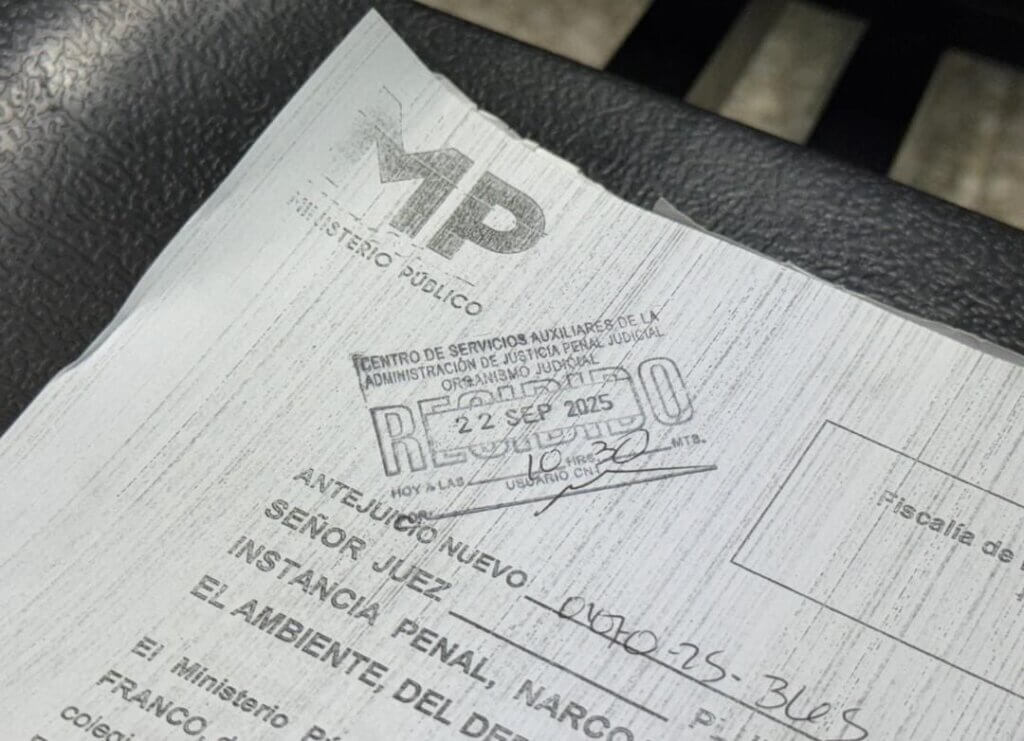 MP
MINISTERIO PÚBLICO
CENTRO DE SERVICIOS AUXILIARES DE LA
ADMINISTRACIÓN DE JUSTICIA PENAL JUDICIAL
ORGANISMO JUDICIAL
RECIBIDO
22 SEP 2025
HOY A LAS 10 HRS. 30 MTS.
USUARIO CN
Fiscalía de
ANTEJUICIO NUEVO
SEÑOR JUEZ
INSTANCIA PENAL, NARCO
EL AMBIENTE, DEL DE
El Ministerio
FRANCO,